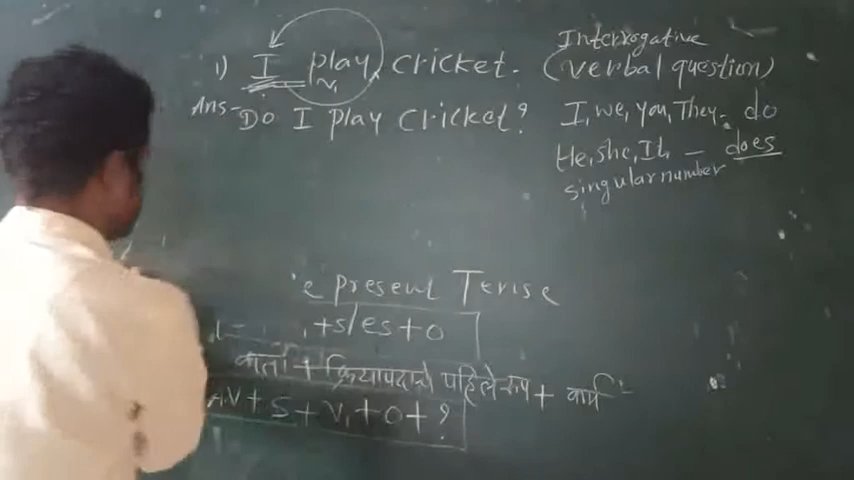 1) I play cricket.
V1
Ans- Do I play cricket?
Interrogative
(verbal question)
I, we, you, They - do
He, she, It, - does
singular number
e present Tense
+s/es+o
कर्ता + क्रियापदाचे पहिले रूप +
A.V + S + V1 + O + ?